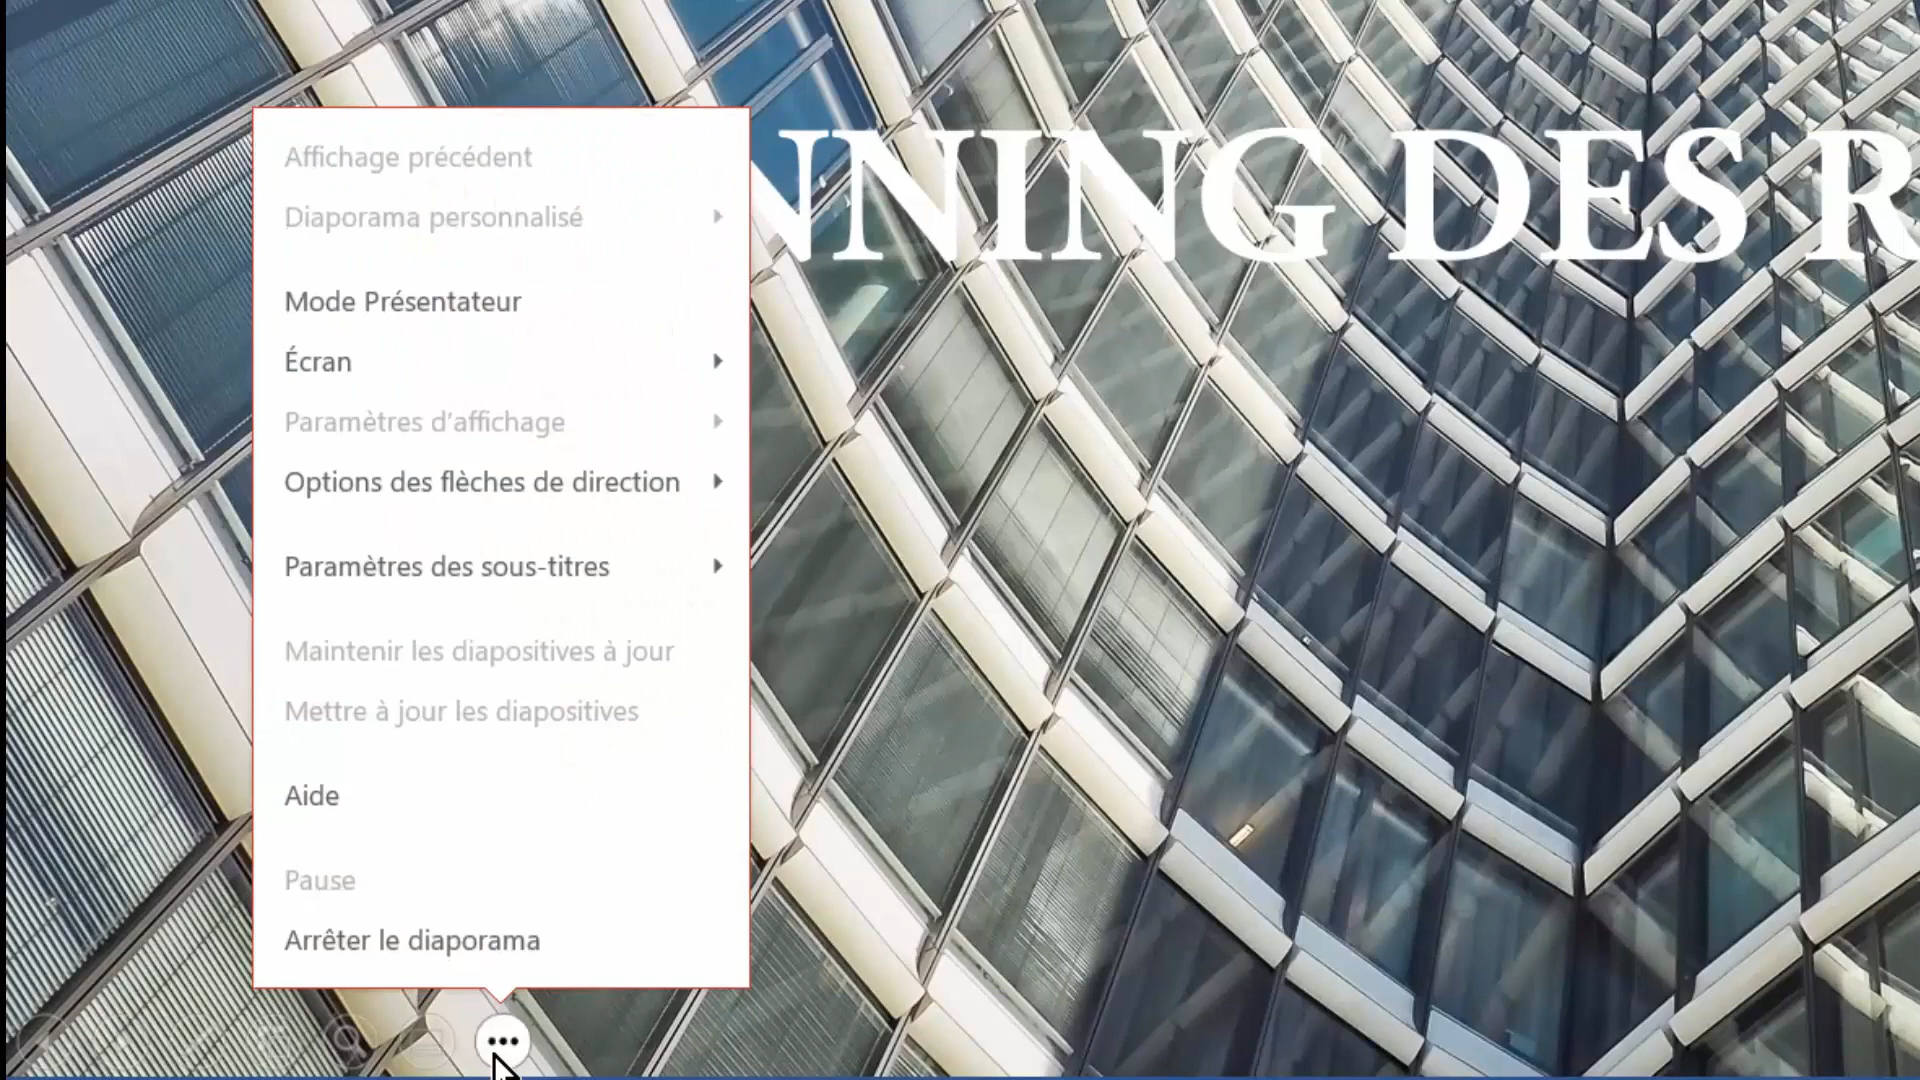 NNING DES R
Affichage précédent
Diaporama personnalisé
Mode Présentateur
Écran
Paramètres d'affichage
Options des flèches de direction
Paramètres des sous-titres
Maintenir les diapositives à jour
Mettre à jour les diapositives
Aide
Pause
Arrêter le diaporama